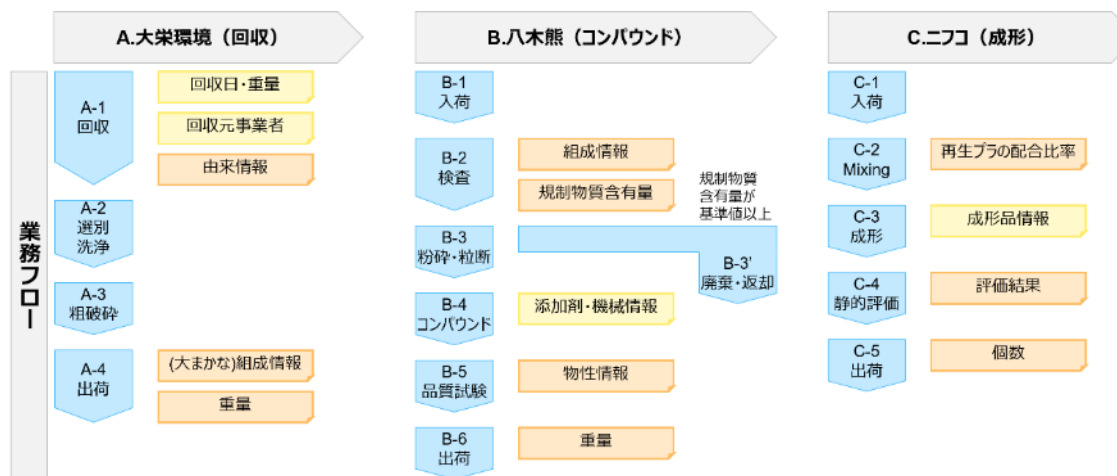 A.大栄環境（回収）
B.八木熊（コンパウンド）
C.ニフコ（成形）
業務フロー
A-1
回収
回収日・重量
回収元事業者
由来情報
A-2
選別
洗浄
A-3
粗破砕
A-4
出荷
(大まかな)組成情報
重量
B-1
入荷
B-2
検査
組成情報
規制物質含有量
規制物質
含有量が
基準値以上
B-3
粉砕・粒断
B-3'
廃棄・返却
B-4
コンパウンド
添加剤・機械情報
B-5
品質試験
物性情報
B-6
出荷
重量
C-1
入荷
C-2
Mixing
再生プラの配合比率
C-3
成形
成形品情報
C-4
静的評価
評価結果
C-5
出荷
個数